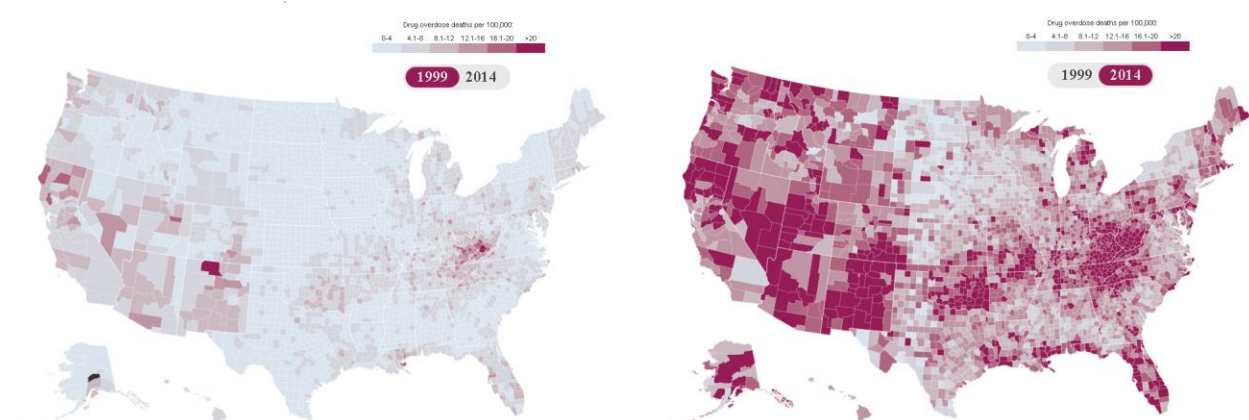 Drug overdose deaths per 100,000:
0-4 4.1-8 8.1-12 12.1-16 16.1-20 >20
1999 2014
Drug overdose deaths per 100,000:
0-4 4.1-8 8.1-12 12.1-16 16.1-20 >20
1999 2014